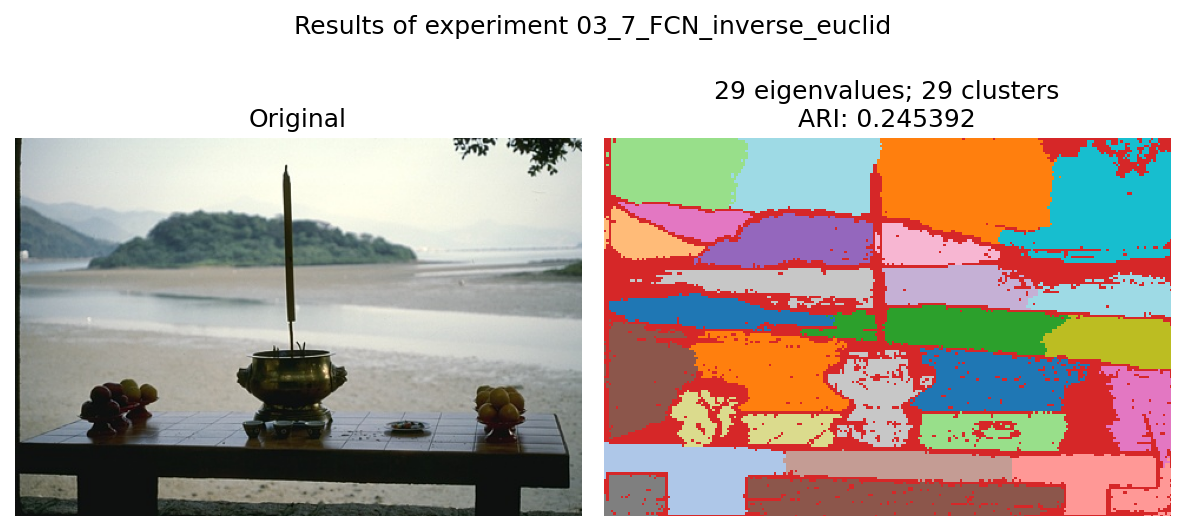 Results of experiment 03_7_FCN_inverse_euclid
Original
29 eigenvalues; 29 clusters
ARI: 0.245392